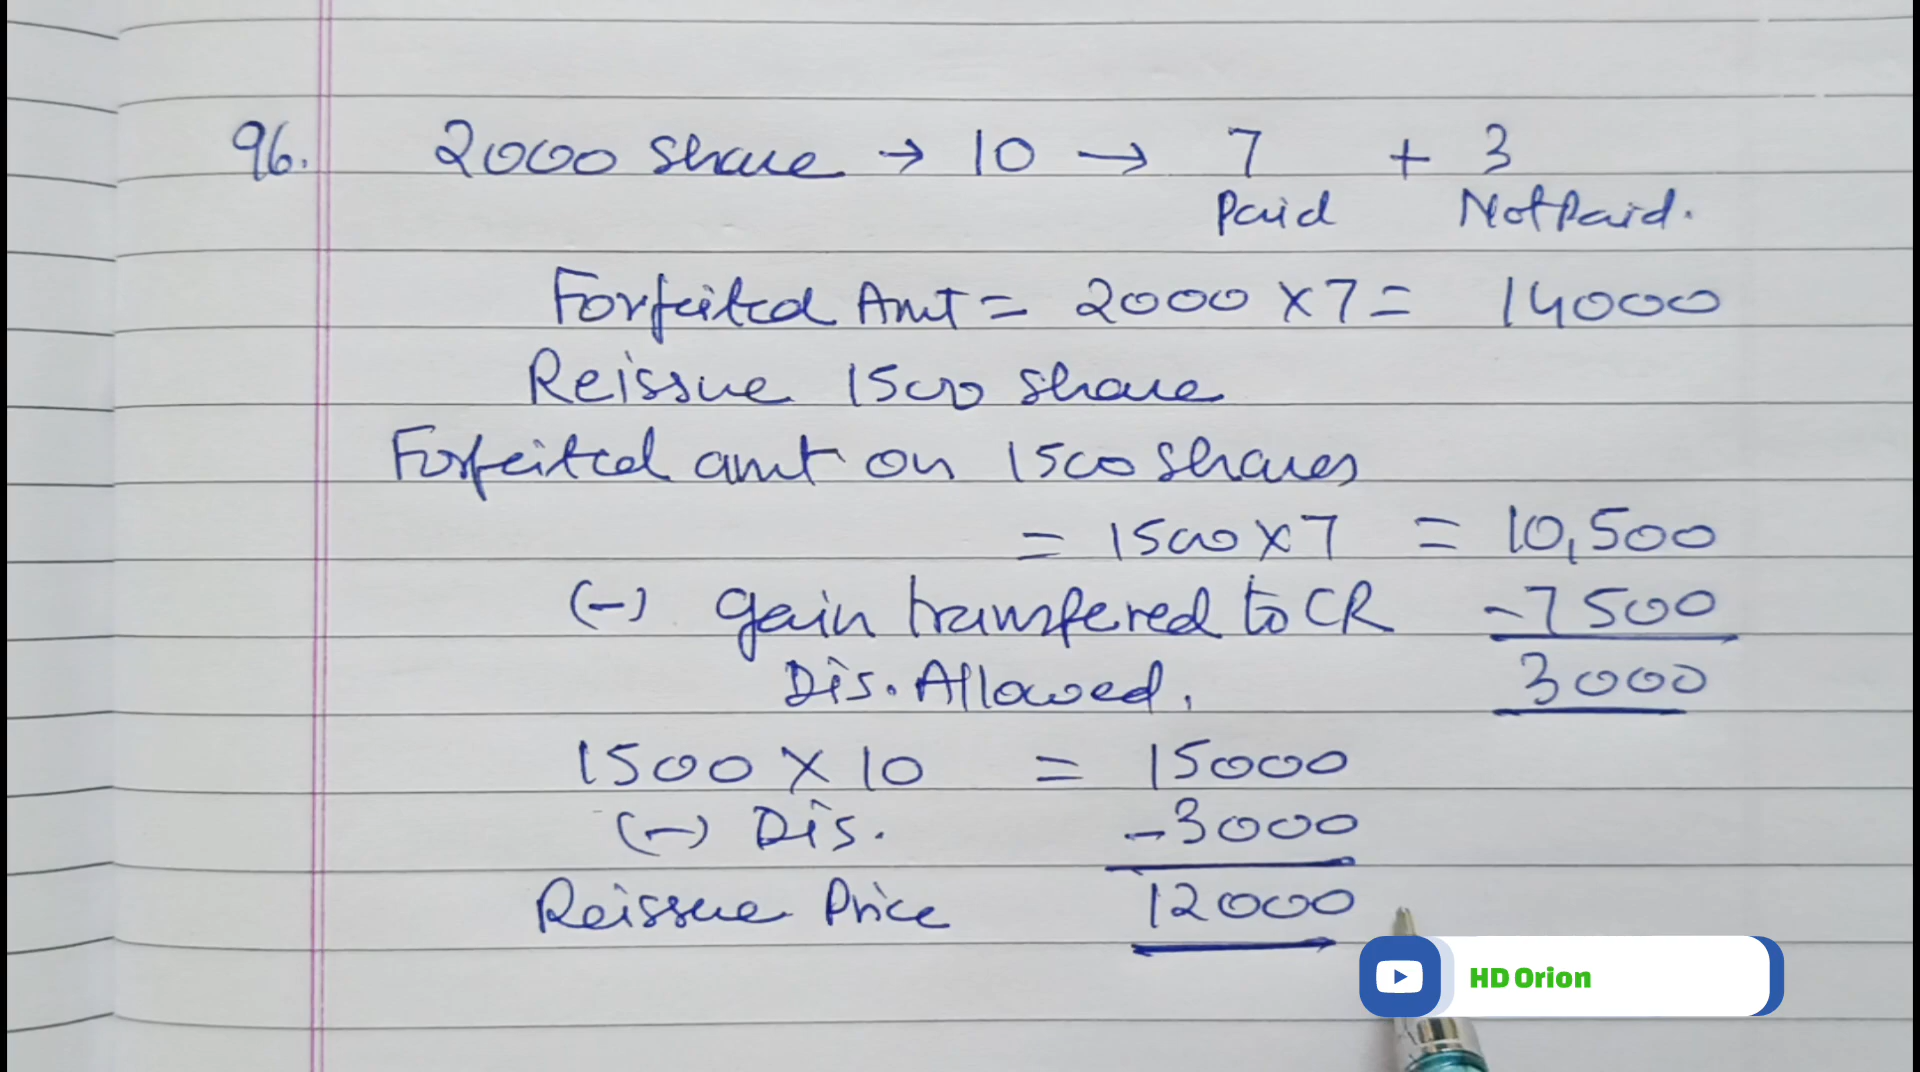 96. 2000 share → 10 → 7 + 3
Paid Not Paid.
Forfeited Amt = 2000 × 7 = 14000
Reissue 1500 share
Forfeited amt on 1500 shares
= 1500 × 7 = 10,500
(-) gain transfered to CR -7500
Dis. Allowed. 3000
1500 × 10 = 15000
(-) Dis. -3000
Reissue Price 12000
HD Orion